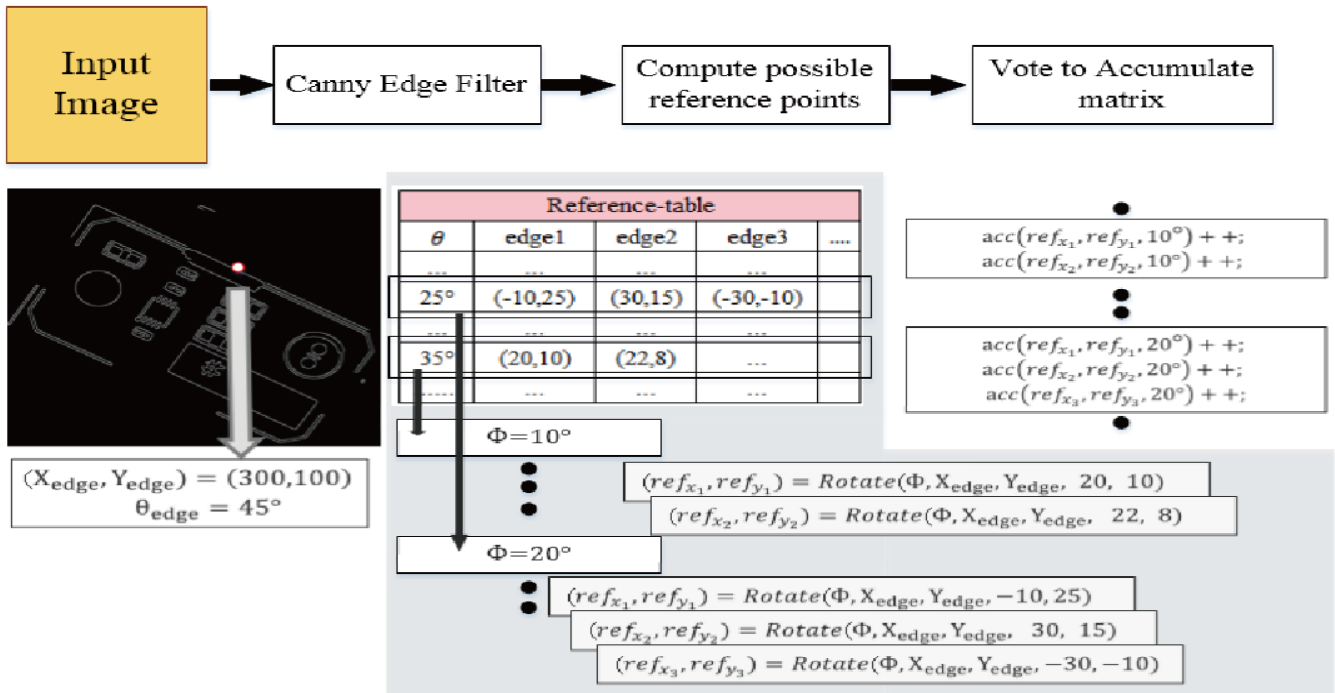 Input
Image
Canny Edge Filter
Compute possible
reference points
Vote to Accumulate
matrix
Reference-table
θ edge1 edge2 edge3 ....
... ... ... ...
25° (-10,25) (30,15) (-30,-10)
... ... ... ...
35° (20,10) (22,8) ...
..... ... ... ...
(X_edge, Y_edge) = (300,100)
θ_edge = 45°
Φ=10°
(ref_x₁, ref_y₁) = Rotate(Φ, X_edge, Y_edge, 20, 10)
(ref_x₂, ref_y₂) = Rotate(Φ, X_edge, Y_edge, 22, 8)
Φ=20°
(ref_x₁, ref_y₁) = Rotate(Φ, X_edge, Y_edge, −10, 25)
(ref_x₂, ref_y₂) = Rotate(Φ, X_edge, Y_edge, 30, 15)
(ref_x₃, ref_y₃) = Rotate(Φ, X_edge, Y_edge, −30, −10)
acc(ref_x₁, ref_y₁, 10°) + +;
acc(ref_x₂, ref_y₂, 10°) + +;
acc(ref_x₁, ref_y₁, 20°) + +;
acc(ref_x₂, ref_y₂, 20°) + +;
acc(ref_x₃, ref_y₃, 20°) + +;